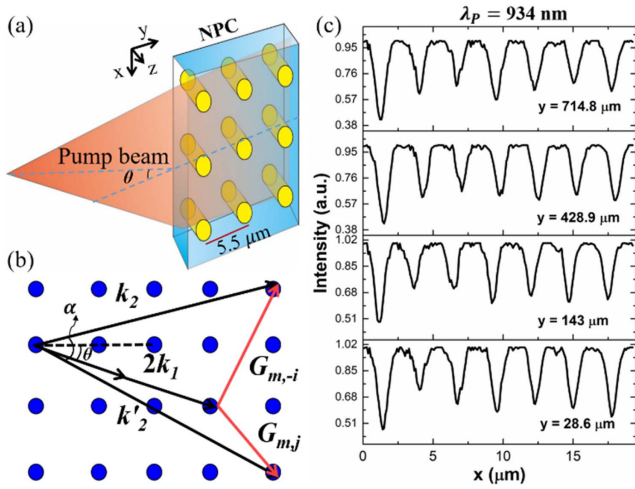 (a)
y
x
z
NPC
Pump beam
θ
5.5 μm
(b)
α
k₂
θ
2k₁
k'₂
Gₘ,₋ᵢ
Gₘ,ⱼ
(c)
λ_P = 934 nm
Intensity (a.u.)
0.95
0.76
0.57
0.38
y = 714.8 μm
0.95
0.76
0.57
0.38
y = 428.9 μm
1.02
0.85
0.68
0.51
y = 143 μm
1.02
0.85
0.68
0.51
y = 28.6 μm
0 5 10 15 20
x (μm)